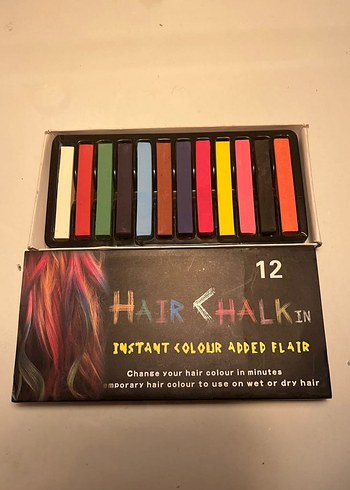 12
HAIR CHALKIN
INSTANT COLOUR ADDED FLAIR
Change your hair colour in minutes
emporary hair colour to use on wet or dry hair